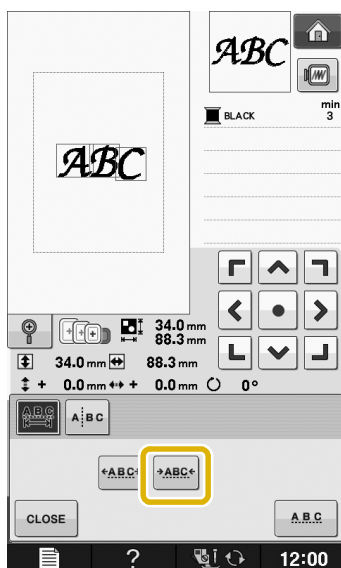 ABC
BLACK
min
3
ABC
34.0 mm
88.3 mm
34.0 mm
88.3 mm
+ 0.0 mm
+ 0.0 mm
0°
ABC
A BC
ABC
ABC
CLOSE
ABC
?
12:00